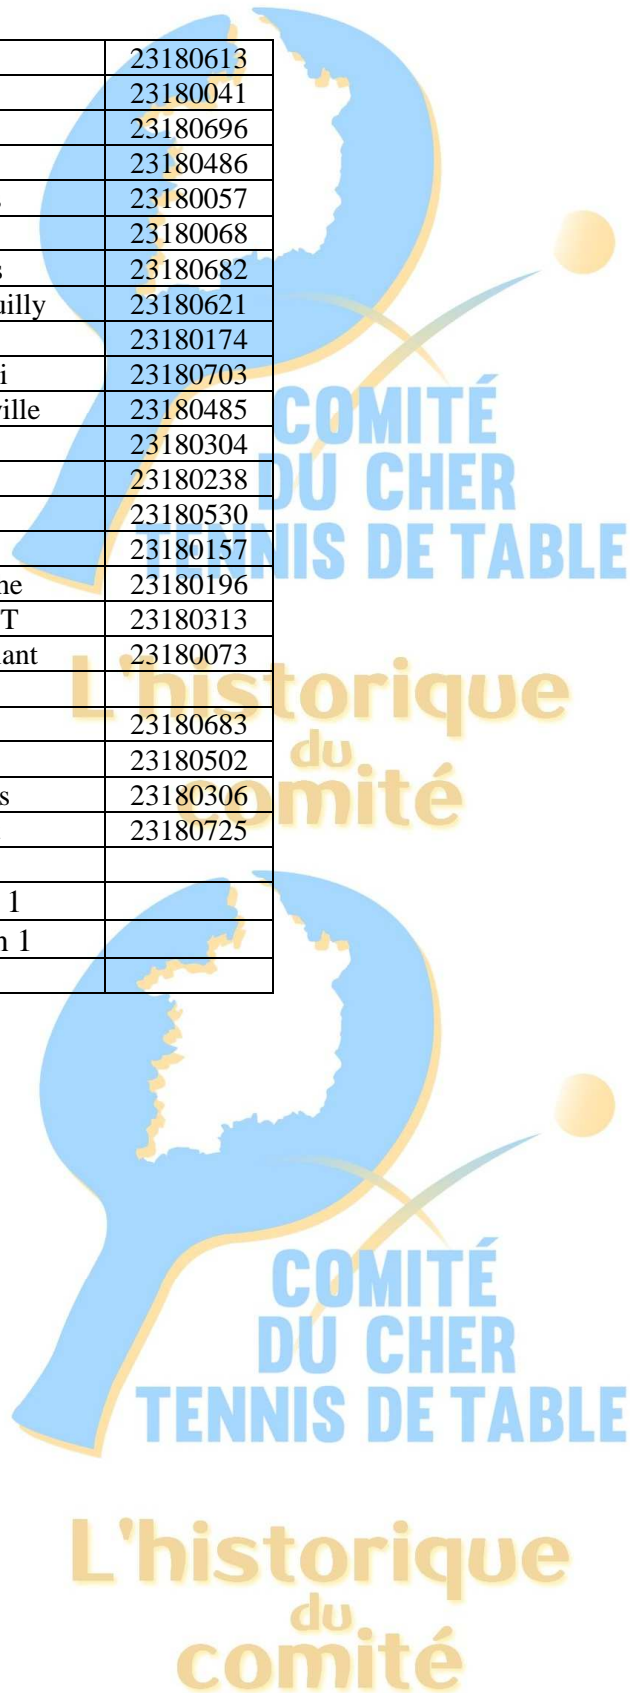 23180613
23180041
23180696
23180486
s 23180057
23180068
s 23180682
uilly 23180621
23180174
i 23180703
ville 23180485
23180304
23180238
23180530
23180157
ne 23180196
T 23180313
lant 23180073
23180683
23180502
s 23180306
23180725
1
n 1
COMITÉ
DU CHER
TENNIS DE TABLE
L'historique
du
comité
COMITÉ
DU CHER
TENNIS DE TABLE
L'historique
du
comité